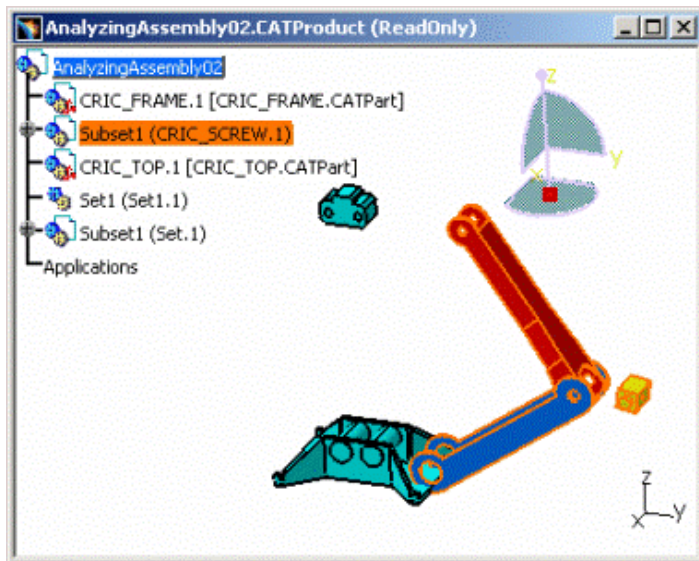 AnalyzingAssembly02.CATProduct (ReadOnly)
AnalyzingAssembly02
CRIC_FRAME.1 [CRIC_FRAME.CATPart]
Subset1 (CRIC_SCREW.1)
CRIC_TOP.1 [CRIC_TOP.CATPart]
Set1 (Set1.1)
Subset1 (Set.1)
Applications
z
y
x
z
x y